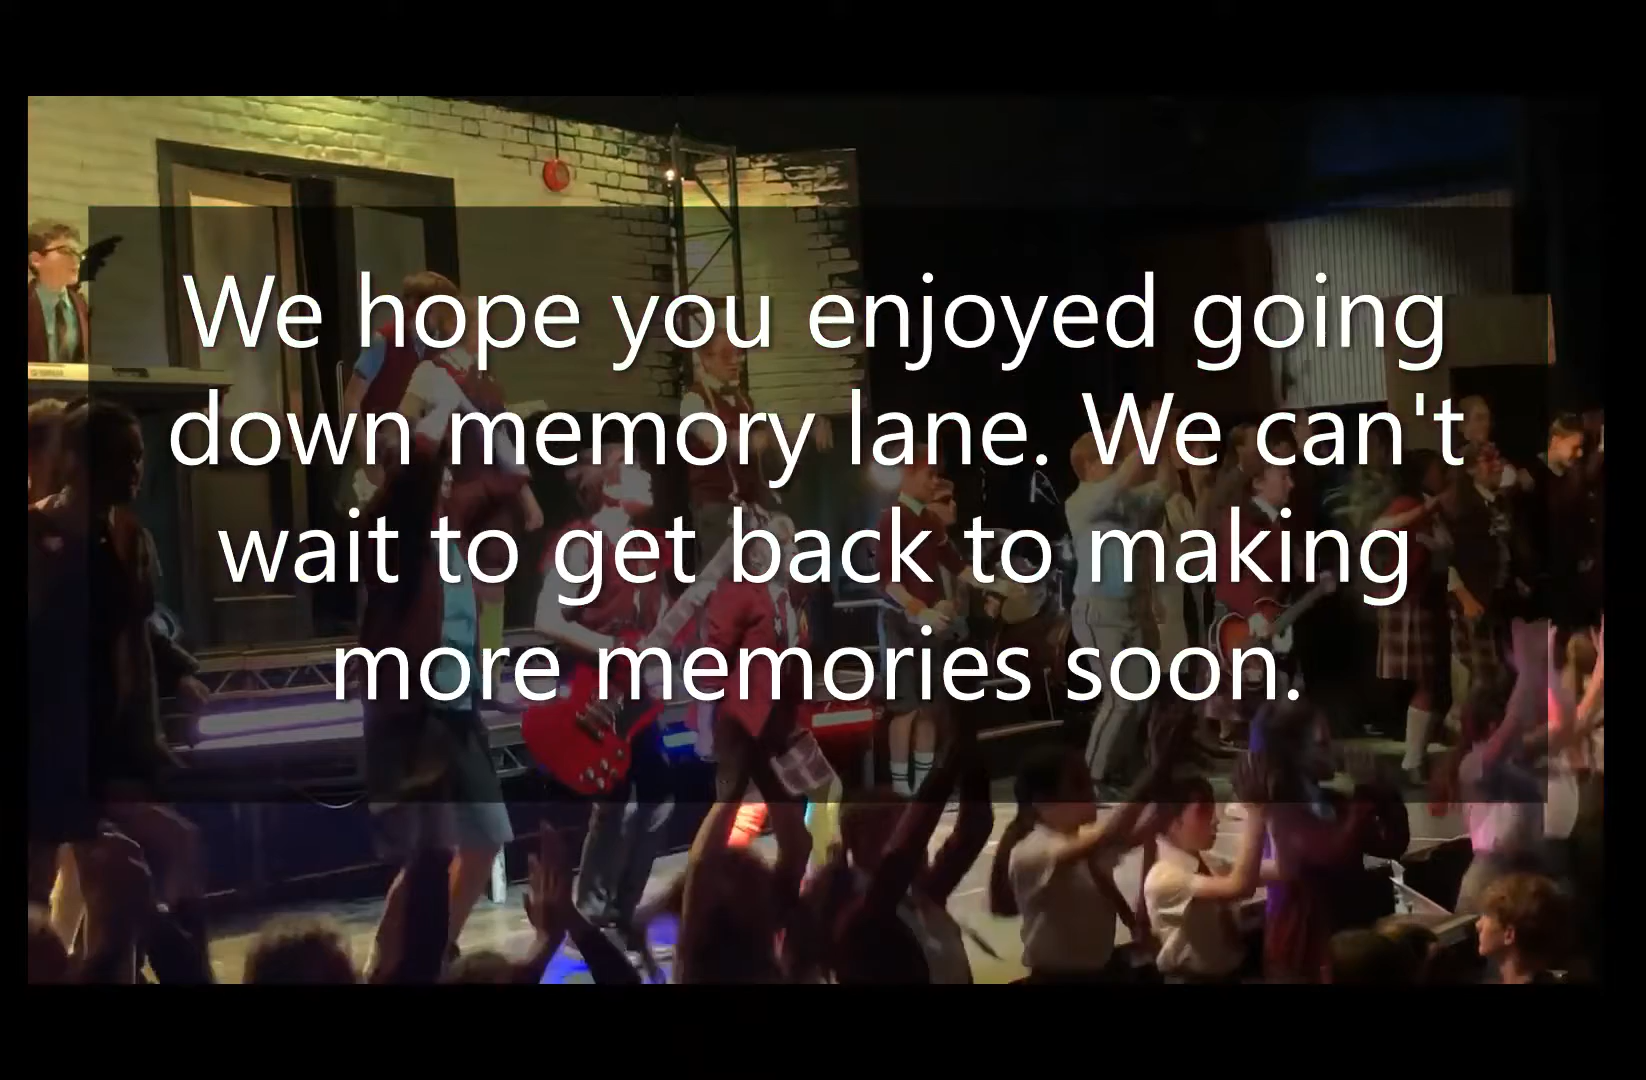 We hope you enjoyed going
down memory lane. We can't
wait to get back to making
more memories soon.